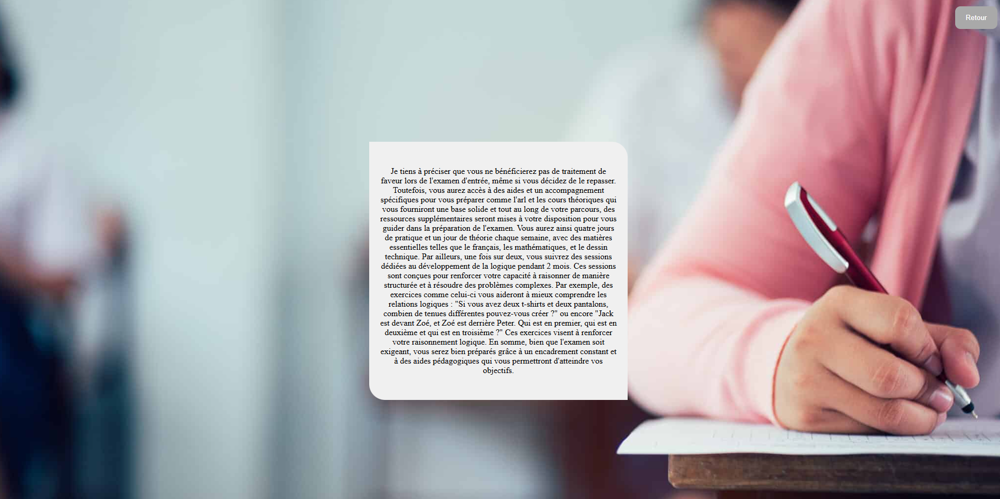 Retour
Je tiens à préciser que vous ne bénéficierez pas de traitement de
faveur lors de l'examen d'entrée, même si vous décidez de le repasser.
Toutefois, vous aurez accès à des aides et un accompagnement
spécifiques pour vous préparer comme l'arl et les cours théoriques qui
vous fourniront une base solide et tout au long de votre parcours, des
ressources supplémentaires seront mises à votre disposition pour vous
guider dans la préparation de l'examen. Vous aurez ainsi quatre jours
de pratique et un jour de théorie chaque semaine, avec des matières
essentielles telles que le français, les mathématiques, et le dessin
technique. Par ailleurs, une fois sur deux, vous suivrez des sessions
dédiées au développement de la logique pendant 2 mois. Ces sessions
sont conçues pour renforcer votre capacité à raisonner de manière
structurée et à résoudre des problèmes complexes. Par exemple, des
exercices comme celui-ci vous aideront à mieux comprendre les
relations logiques : "Si vous avez deux t-shirts et deux pantalons,
combien de tenues différentes pouvez-vous créer ?" ou encore "Jack
est devant Zoé, et Zoé est derrière Peter. Qui est en premier, qui est en
deuxième et qui est en troisième ?" Ces exercices visent à renforcer
votre raisonnement logique. En somme, bien que l'examen soit
exigeant, vous serez bien préparés grâce à un encadrement constant et
à des aides pédagogiques qui vous permettront d'atteindre vos
objectifs.